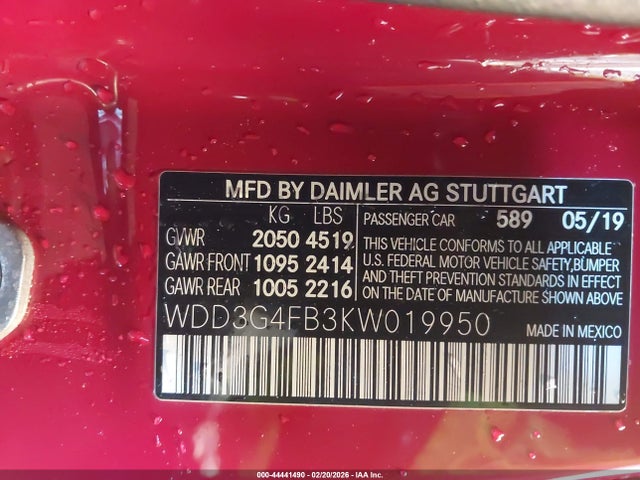 MFD BY DAIMLER AG STUTTGART
KG LBS
GVWR 2050 4519
GAWR FRONT 1095 2414
GAWR REAR 1005 2216
PASSENGER CAR 589 05/19
THIS VEHICLE CONFORMS TO ALL APPLICABLE
U.S. FEDERAL MOTOR VEHICLE SAFETY,BUMPER
AND THEFT PREVENTION STANDARDS IN EFFECT
ON THE DATE OF MANUFACTURE SHOWN ABOVE
WDD3G4FB3KW019950
MADE IN MEXICO
000-44441490 - 02/20/2026 - IAA Inc.